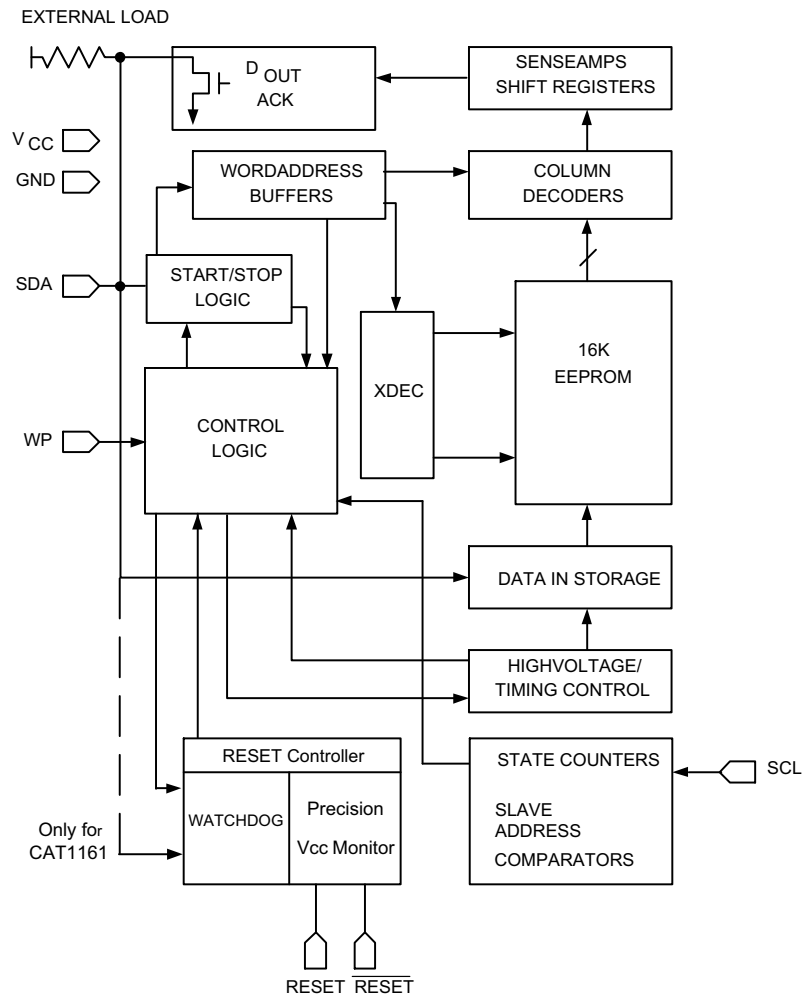 EXTERNAL LOAD
D OUT
ACK
SENSEAMPS
SHIFT REGISTERS
VCC
GND
WORDADDRESS
BUFFERS
COLUMN
DECODERS
SDA
START/STOP
LOGIC
16K
EEPROM
XDEC
WP
CONTROL
LOGIC
DATA IN STORAGE
HIGHVOLTAGE/
TIMING CONTROL
RESET Controller
STATE COUNTERS
SCL
WATCHDOG
Precision
Vcc Monitor
SLAVE
ADDRESS
COMPARATORS
Only for
CAT1161
RESET
RESET